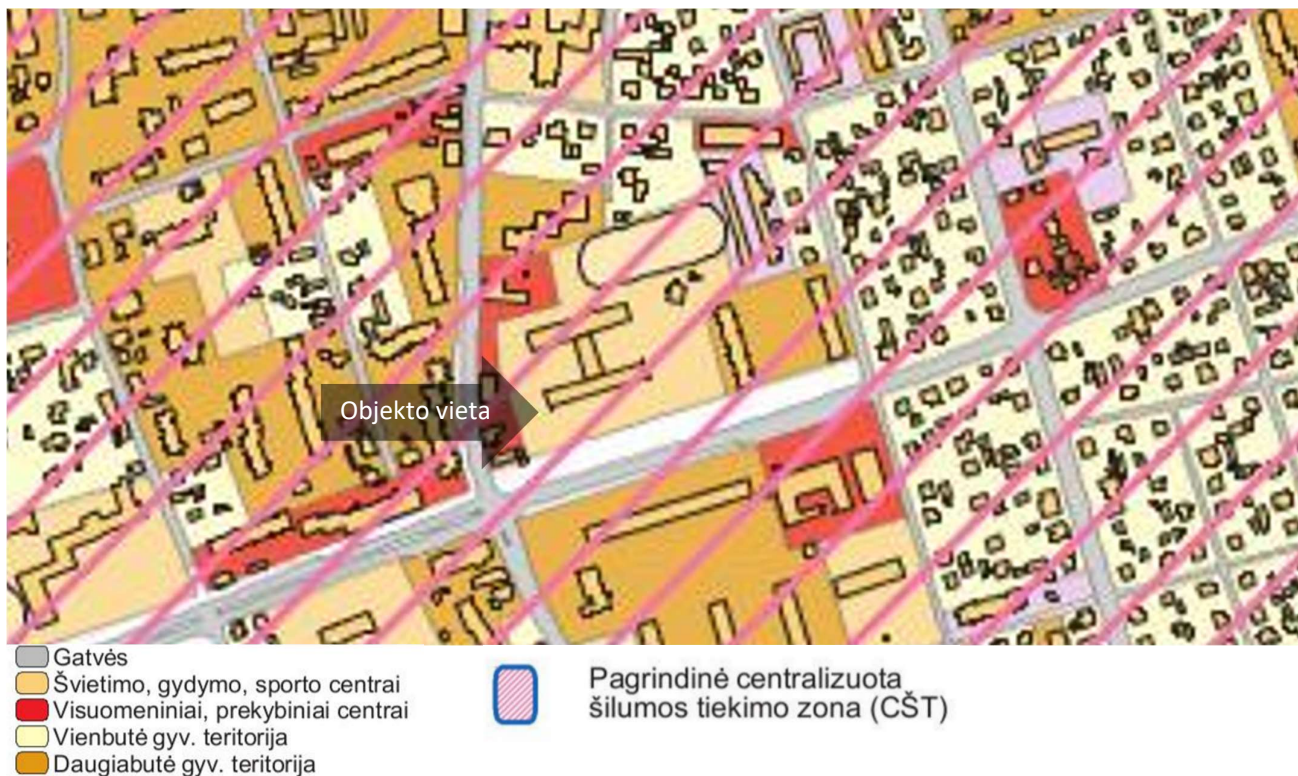 Objekto vieta
Gatvės
Švietimo, gydymo, sporto centrai
Visuomeniniai, prekybiniai centrai
Vienbutė gyv. teritorija
Daugiabutė gyv. teritorija
Pagrindinė centralizuota
šilumos tiekimo zona (CŠT)